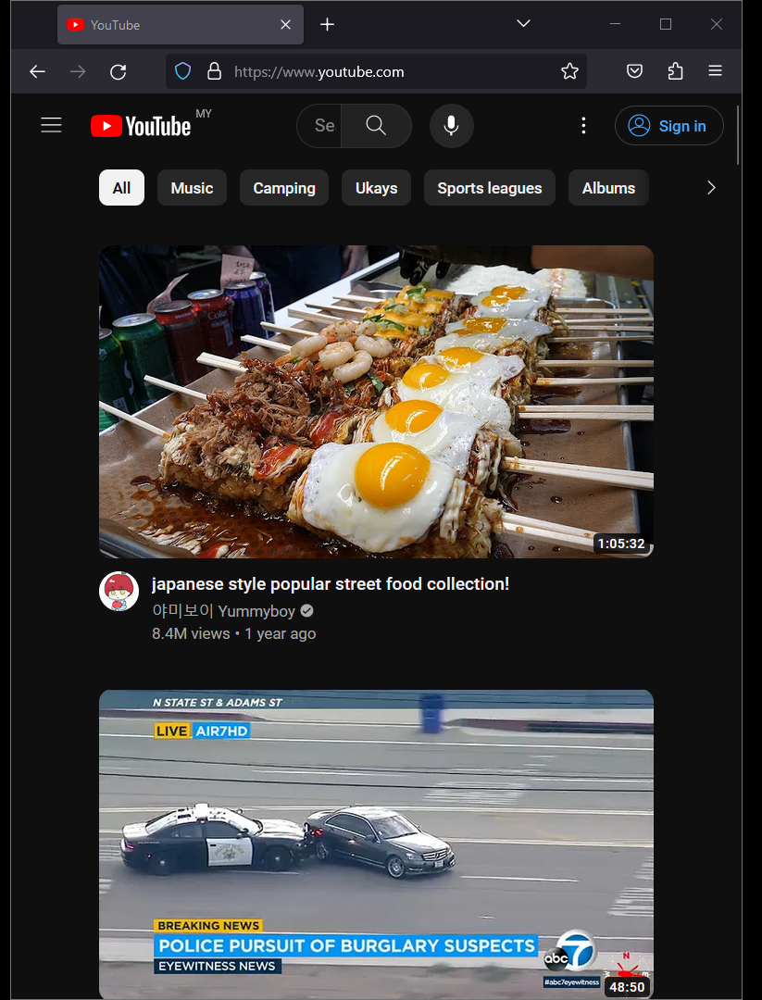 YouTube
https://www.youtube.com
YouTube MY
Se
Sign in
All Music Camping Ukays Sports leagues Albums
Coke
1:05:32
japanese style popular street food collection!
야미보이 Yummyboy
8.4M views • 1 year ago
N STATE ST & ADAMS ST
LIVE AIR7HD
BREAKING NEWS
POLICE PURSUIT OF BURGLARY SUSPECTS
EYEWITNESS NEWS
abc 7
#abc7eyewitness
N
48:50